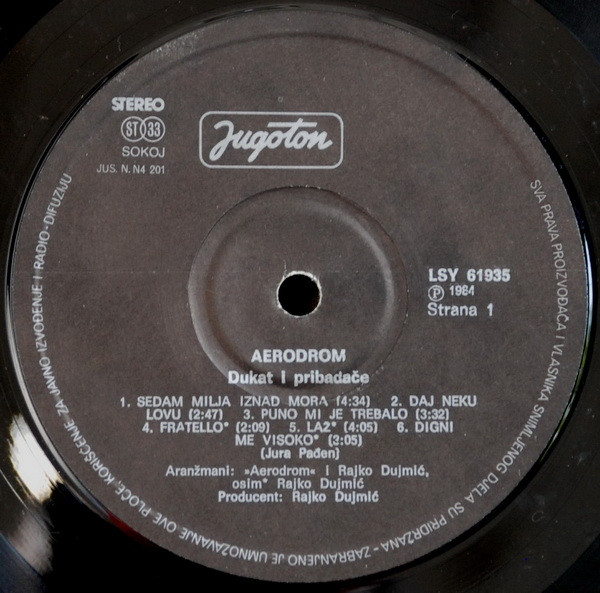 STEREO
ST 33
SOKOJ
JUS. N. N4 201
Jugoton
LSY 61935
Ⓟ 1984
Strana 1
AERODROM
Dukat i pribadače
1. SEDAM MILJA IZNAD MORA (4:34) 2. DAJ NEKU
LOVU (2:47) 3. PUNO MI JE TREBALO (3:32)
4. FRATELLO* (2:09) 5. LAŽ* (4:05) 6. DIGNI
ME VISOKO* (2:05)
(Jura Pađen)
Aranžmani: »Aerodrom« i Rajko Dujmić,
osim* Rajko Dujmić
Producent: Rajko Dujmić
SVA PRAVA PROIZVOĐAČA I VLASNIKA SNIMLJENOG DJELA SU PRIDRŽANA - ZABRANJENO JE UMNOŽAVANJE OVE PLOČE, KORIŠĆENJE ZA JAVNO IZVOĐENJE I RADIO-DIFUZIJU